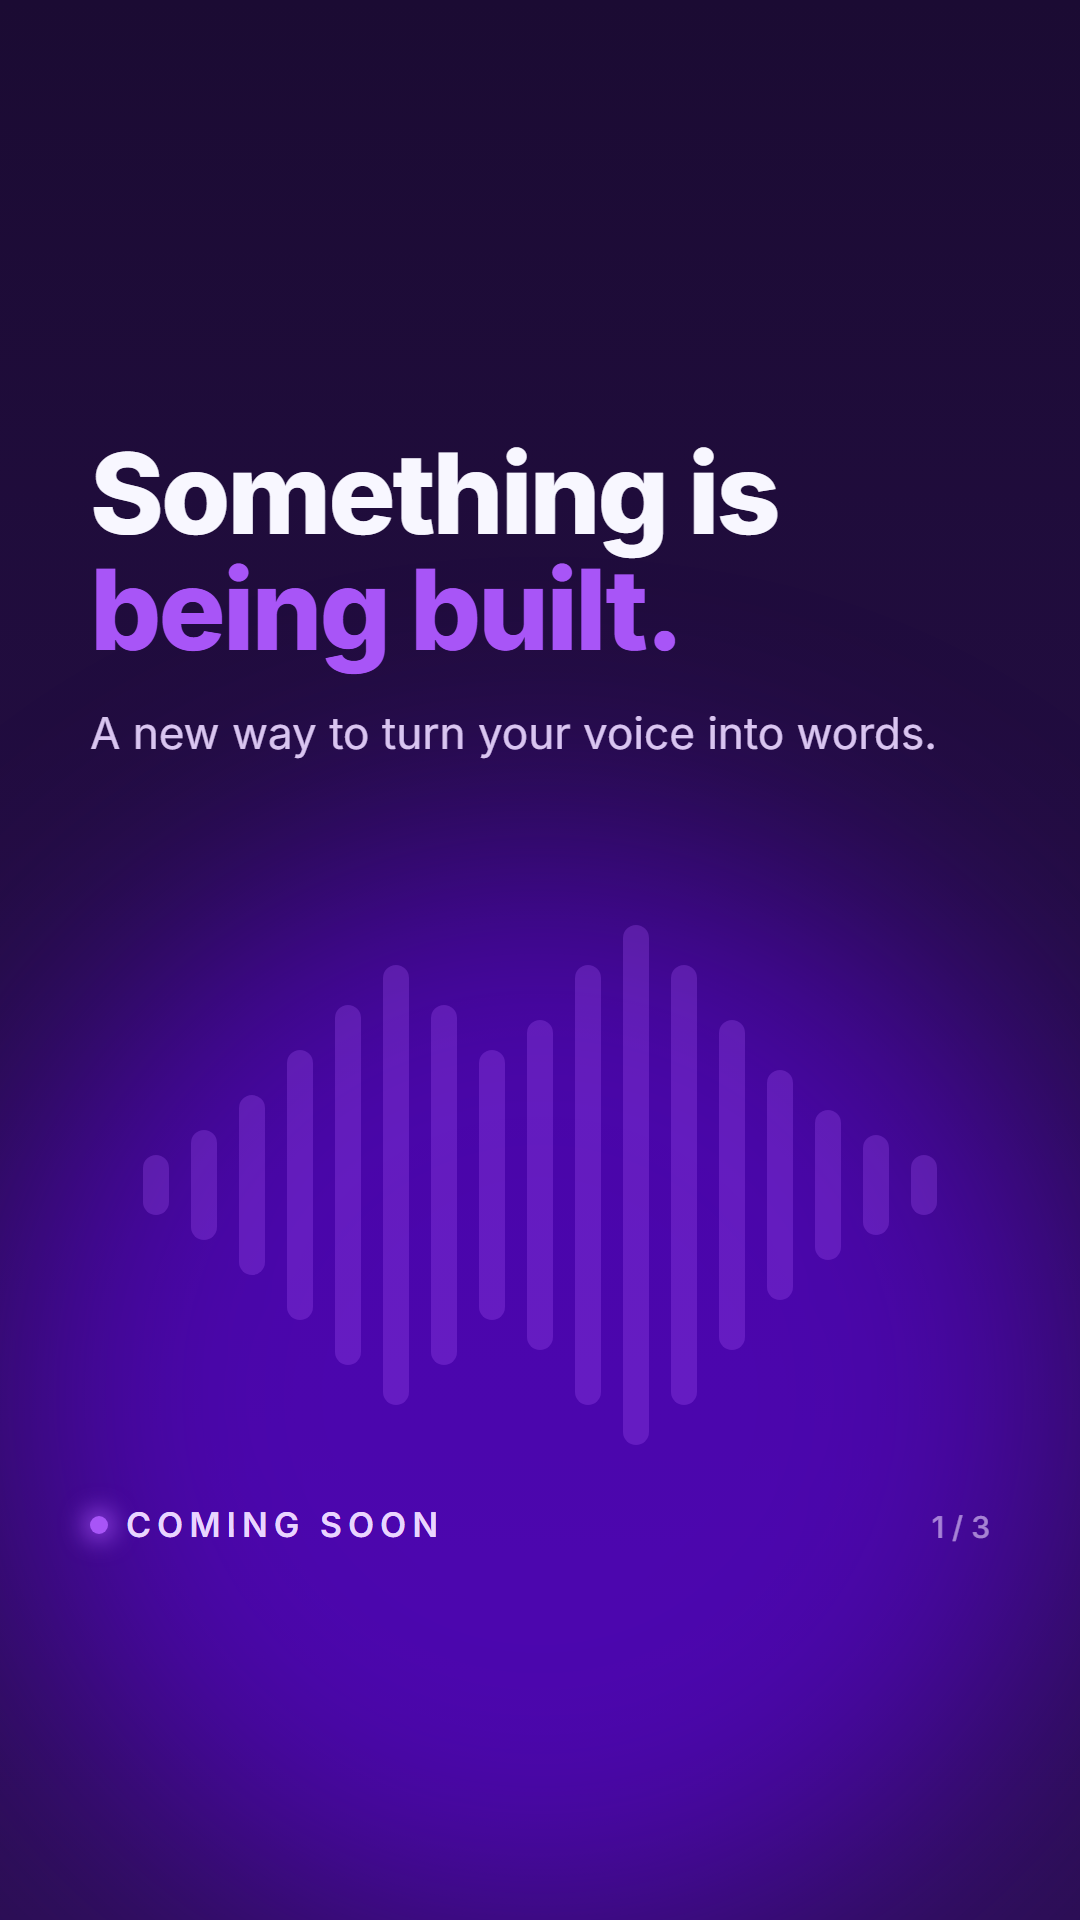 Something is
being built.
A new way to turn your voice into words.
COMING SOON
1 / 3